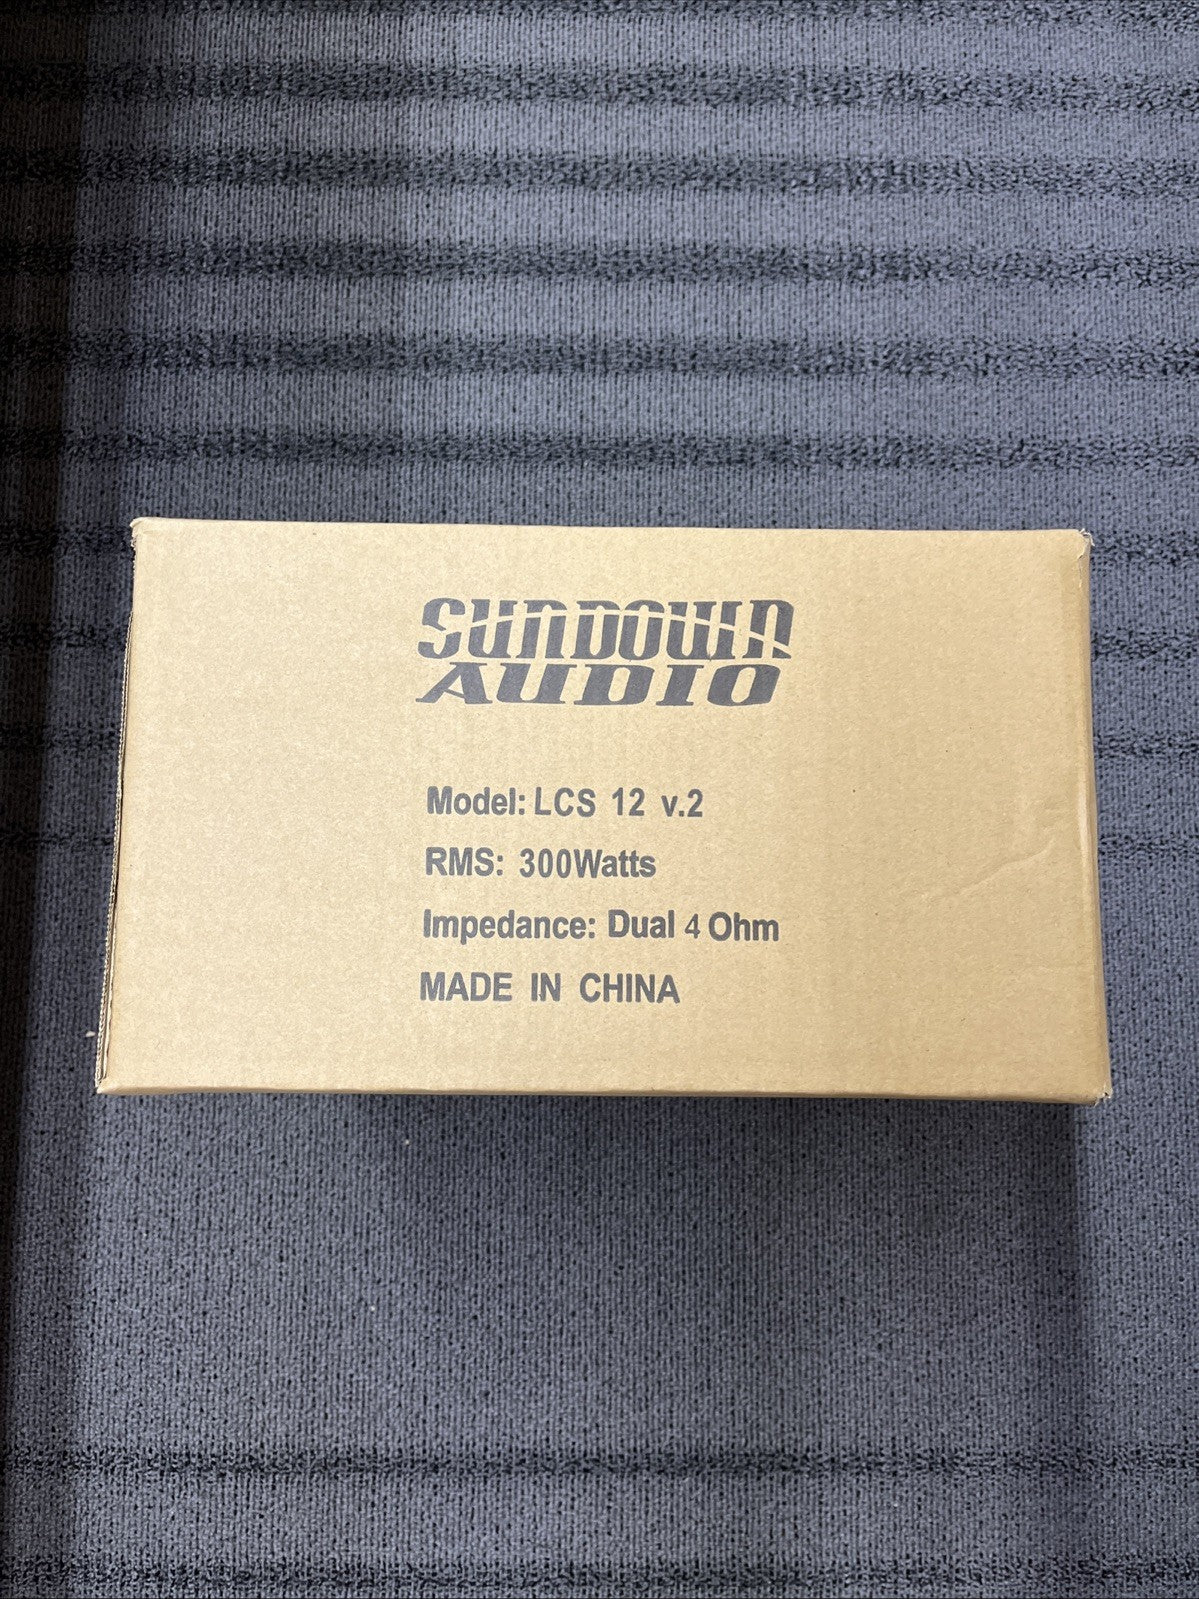 SUNDOWN
AUDIO
Model: LCS 12 v.2
RMS: 300Watts
Impedance: Dual 4 Ohm
MADE IN CHINA